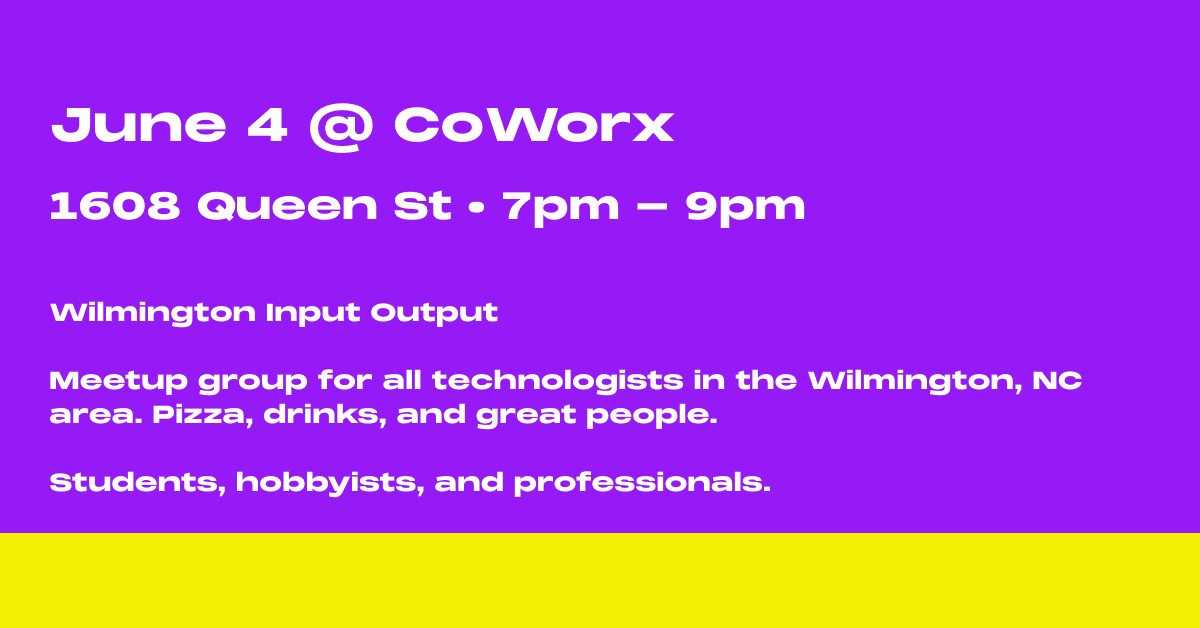 June 4 @ CoWorx
1608 Queen St • 7pm – 9pm
Wilmington Input Output
Meetup group for all technologists in the Wilmington, NC
area. Pizza, drinks, and great people.
Students, hobbyists, and professionals.